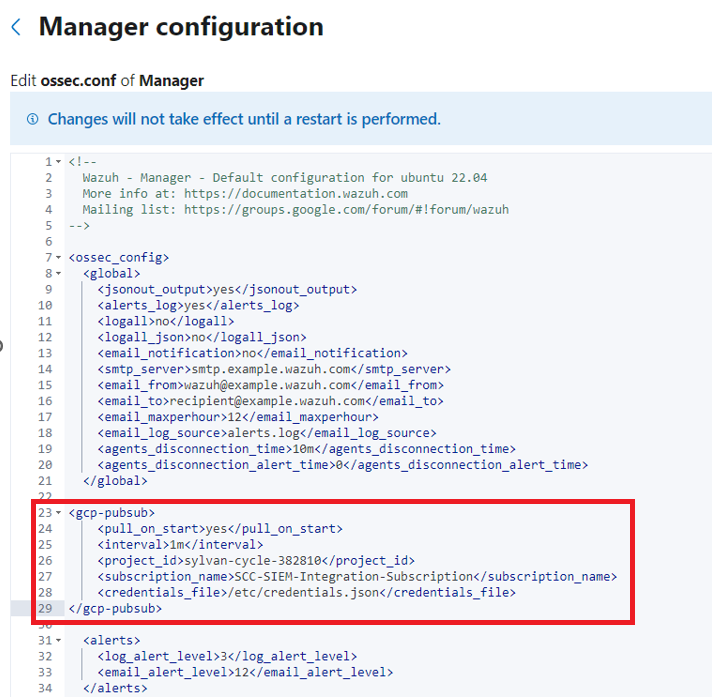 Manager configuration
Edit ossec.conf of Manager
Changes will not take effect until a restart is performed.
1 <!--
2 Wazuh - Manager - Default configuration for ubuntu 22.04
3 More info at: https://documentation.wazuh.com
4 Mailing list: https://groups.google.com/forum/#!forum/wazuh
5 -->
6
7 <ossec_config>
8 <global>
9 <jsonout_output>yes</jsonout_output>
10 <alerts_log>yes</alerts_log>
11 <logall>no</logall>
12 <logall_json>no</logall_json>
13 <email_notification>no</email_notification>
14 <smtp_server>smtp.example.wazuh.com</smtp_server>
15 <email_from>wazuh@example.wazuh.com</email_from>
16 <email_to>recipient@example.wazuh.com</email_to>
17 <email_maxperhour>12</email_maxperhour>
18 <email_log_source>alerts.log</email_log_source>
19 <agents_disconnection_time>10m</agents_disconnection_time>
20 <agents_disconnection_alert_time>0</agents_disconnection_alert_time>
21 </global>
22
23 <gcp-pubsub>
24 <pull_on_start>yes</pull_on_start>
25 <interval>1m</interval>
26 <project_id>sylvan-cycle-382810</project_id>
27 <subscription_name>SCC-SIEM-Integration-Subscription</subscription_name>
28 <credentials_file>/etc/credentials.json</credentials_file>
29 </gcp-pubsub>
30
31 <alerts>
32 <log_alert_level>3</log_alert_level>
33 <email_alert_level>12</email_alert_level>
34 </alerts>